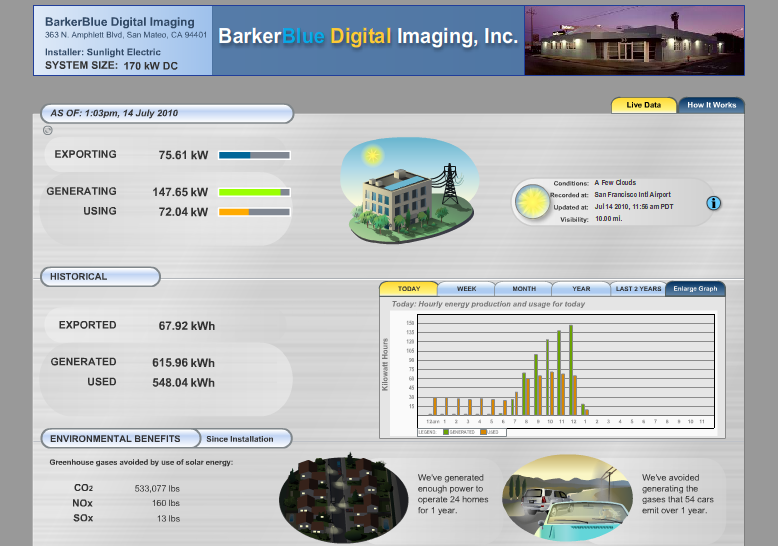 BarkerBlue Digital Imaging
363 N. Amphlett Blvd, San Mateo, CA 94401
Installer: Sunlight Electric
SYSTEM SIZE: 170 kW DC
BarkerBlue Digital Imaging, Inc.
Live Data
How It Works
AS OF: 1:03pm, 14 July 2010
EXPORTING 75.61 kW
GENERATING 147.65 kW
USING 72.04 kW
Conditions: A Few Clouds
Recorded at: San Francisco Intl Airport
Updated at: Jul 14 2010, 11:56 am PDT
Visibility: 10.00 mi.
HISTORICAL
EXPORTED 67.92 kWh
GENERATED 615.96 kWh
USED 548.04 kWh
TODAY WEEK MONTH YEAR LAST 2 YEARS Enlarge Graph
Today: Hourly energy production and usage for today
Kilowatt Hours
150
135
120
105
90
75
60
45
30
15
12am 1 2 3 4 5 6 7 8 9 10 11 12 1 2 3 4 5 6 7 8 9 10 11
LEGEND: GENERATED USED
ENVIRONMENTAL BENEFITS Since Installation
Greenhouse gases avoided by use of solar energy:
CO2 533,077 lbs
NOx 160 lbs
SOx 13 lbs
We've generated
enough power to
operate 24 homes
for 1 year.
We've avoided
generating the
gases that 54 cars
emit over 1 year.